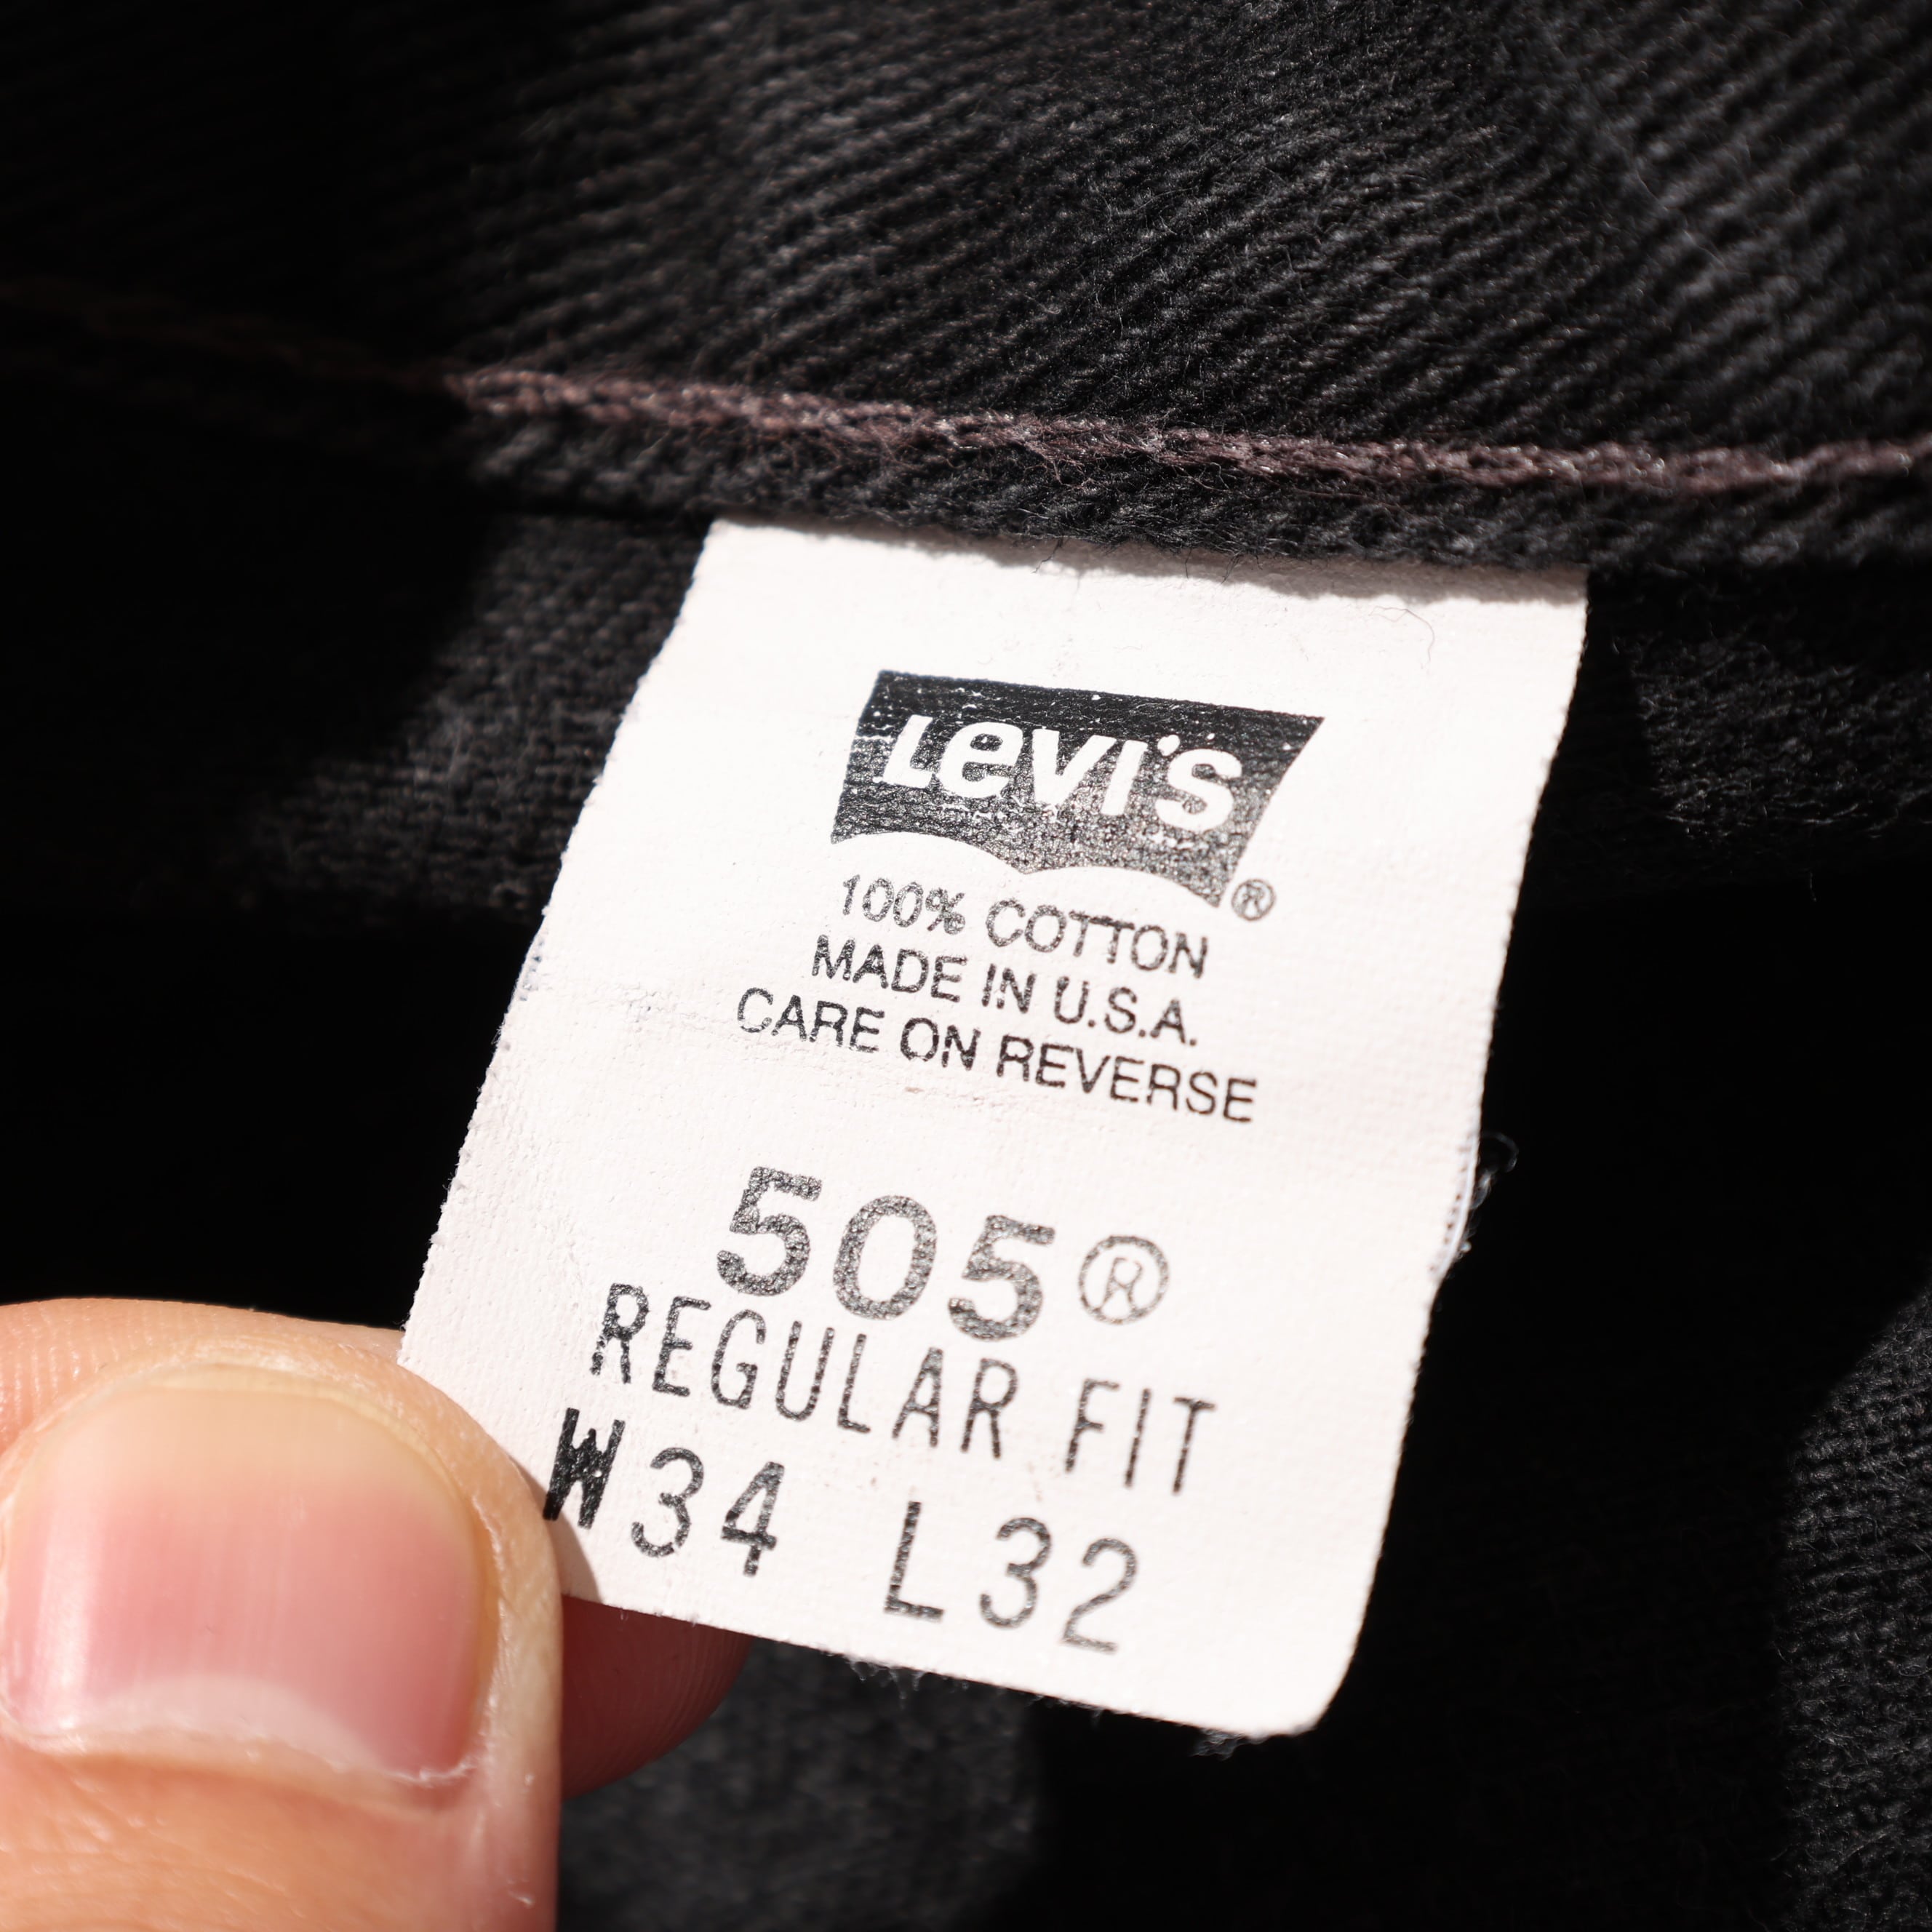 Levi's ®
100% COTTON
MADE IN U.S.A.
CARE ON REVERSE
505®
REGULAR FIT
W34 L32